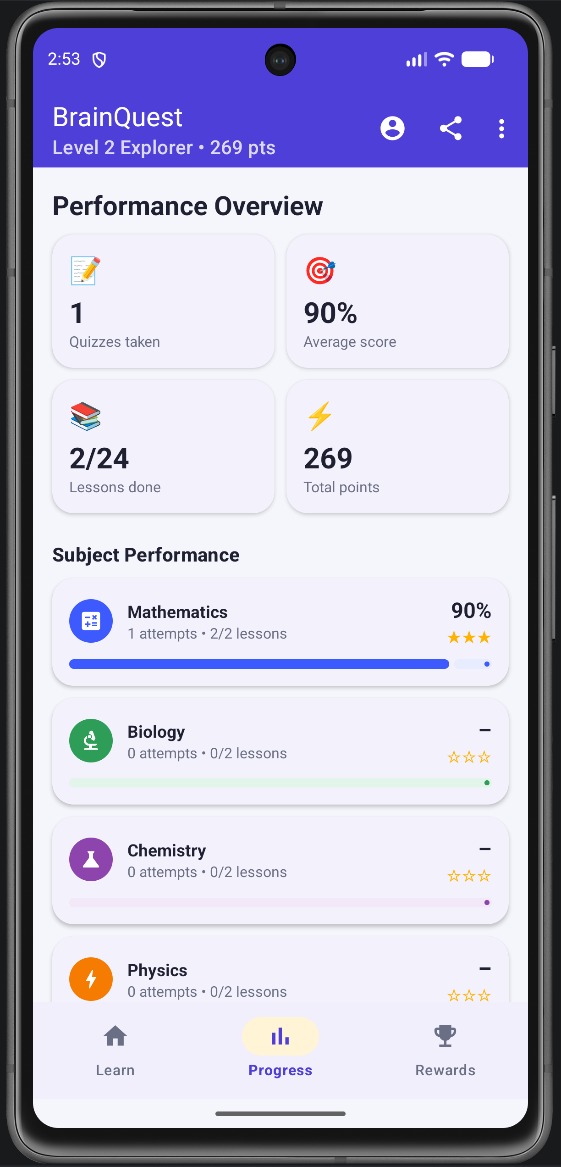 2:53
BrainQuest
Level 2 Explorer • 269 pts
Performance Overview
1
Quizzes taken
90%
Average score
2/24
Lessons done
269
Total points
Subject Performance
Mathematics
90%
1 attempts • 2/2 lessons
Biology
–
0 attempts • 0/2 lessons
Chemistry
–
0 attempts • 0/2 lessons
Physics
–
0 attempts • 0/2 lessons
Learn
Progress
Rewards